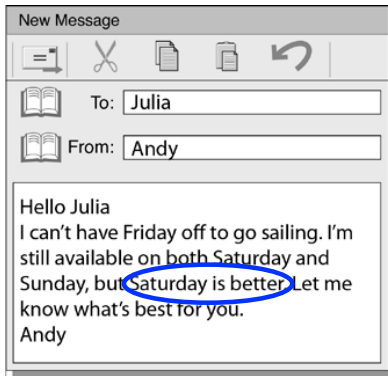 New Message
To: Julia
From: Andy
Hello Julia
I can't have Friday off to go sailing. I'm
still available on both Saturday and
Sunday, but Saturday is better. Let me
know what's best for you.
Andy